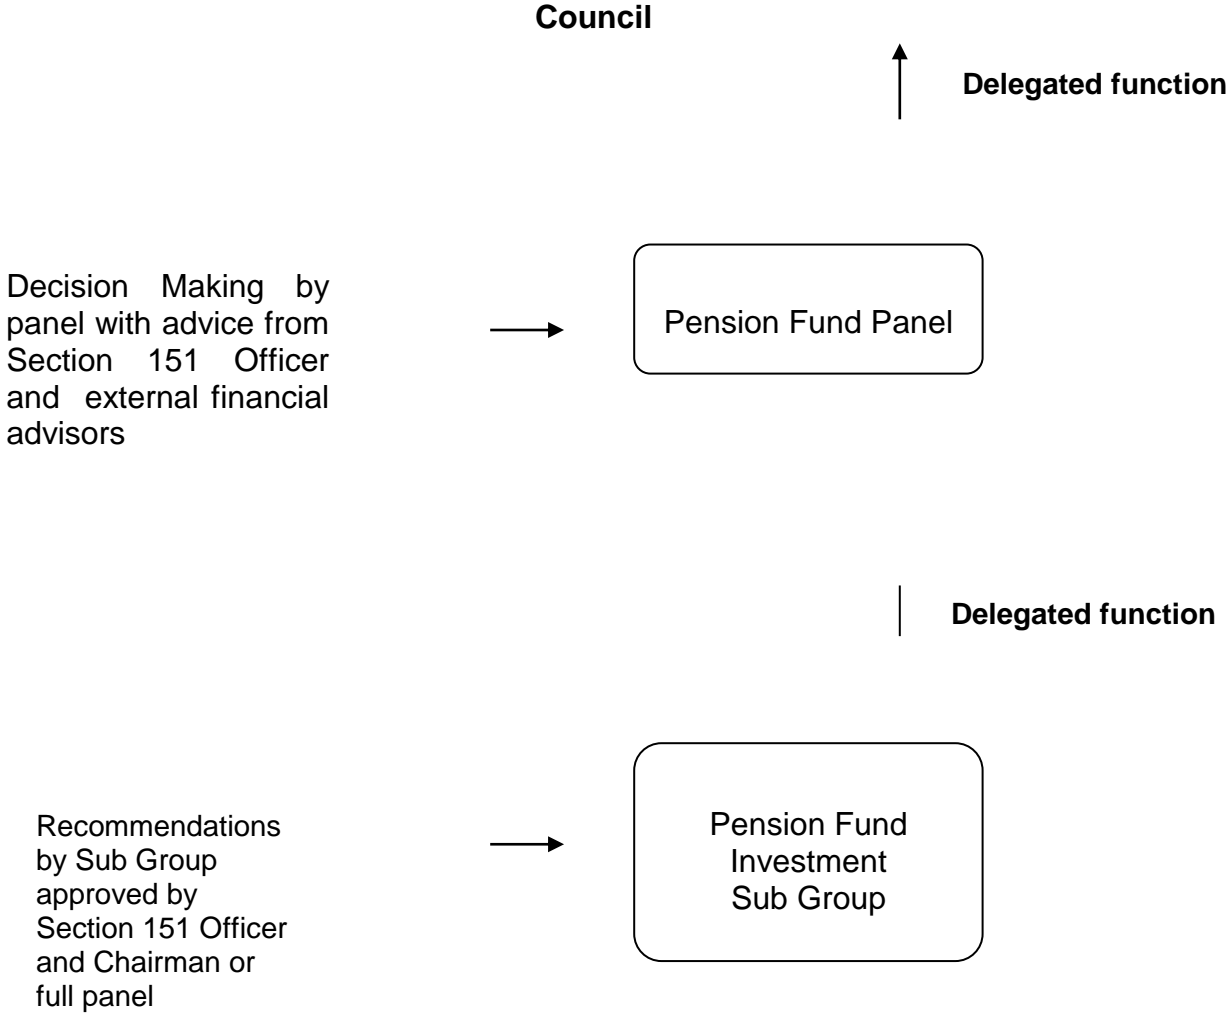 Council
Delegated function
Decision Making by
panel with advice from
Section 151 Officer
and external financial
advisors
Pension Fund Panel
Delegated function
Recommendations
by Sub Group
approved by
Section 151 Officer
and Chairman or
full panel
Pension Fund
Investment
Sub Group